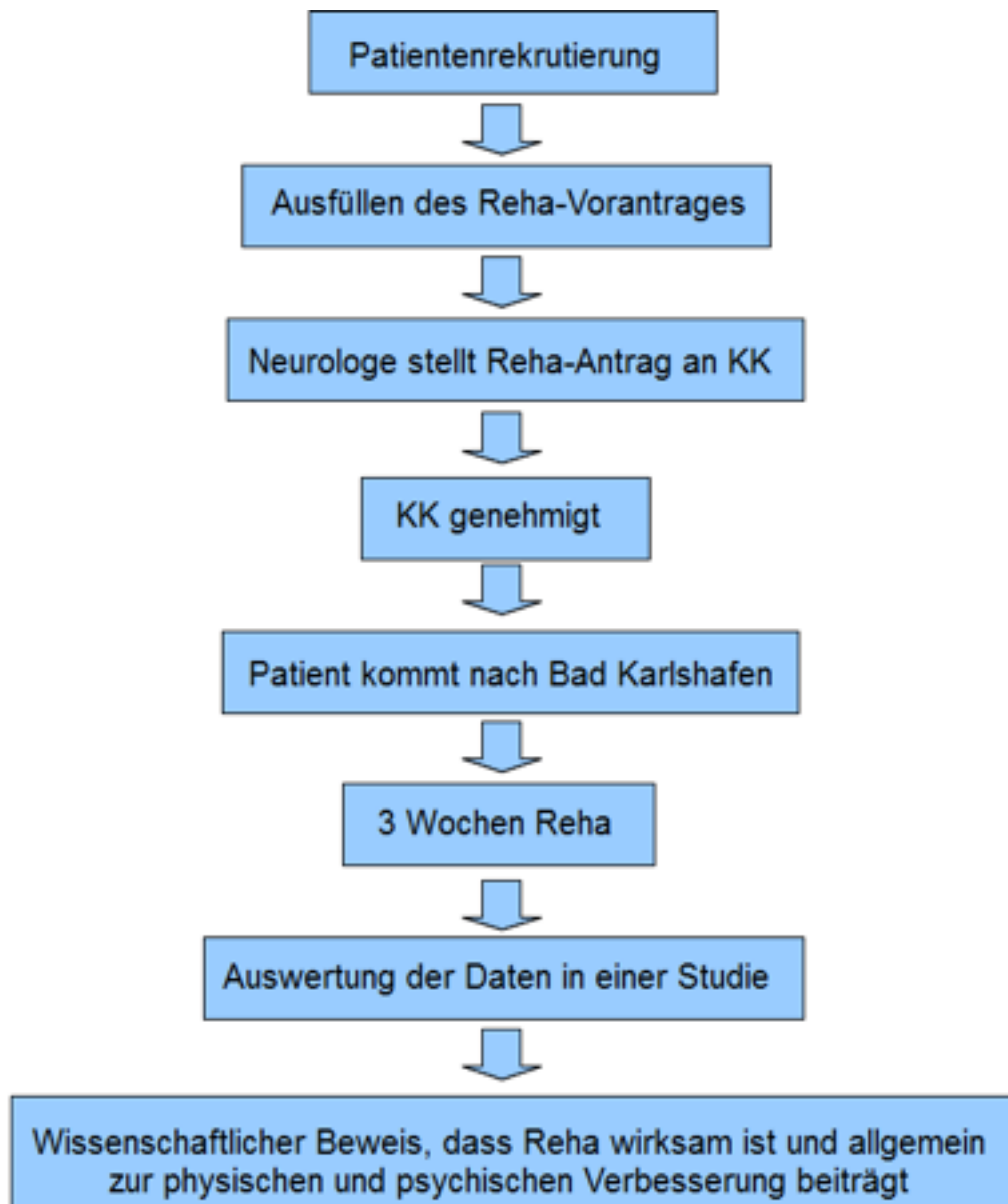 Patientenrekrutierung
Ausfüllen des Reha-Vorantrages
Neurologe stellt Reha-Antrag an KK
KK genehmigt
Patient kommt nach Bad Karlshafen
3 Wochen Reha
Auswertung der Daten in einer Studie
Wissenschaftlicher Beweis, dass Reha wirksam ist und allgemein
zur physischen und psychischen Verbesserung beiträgt